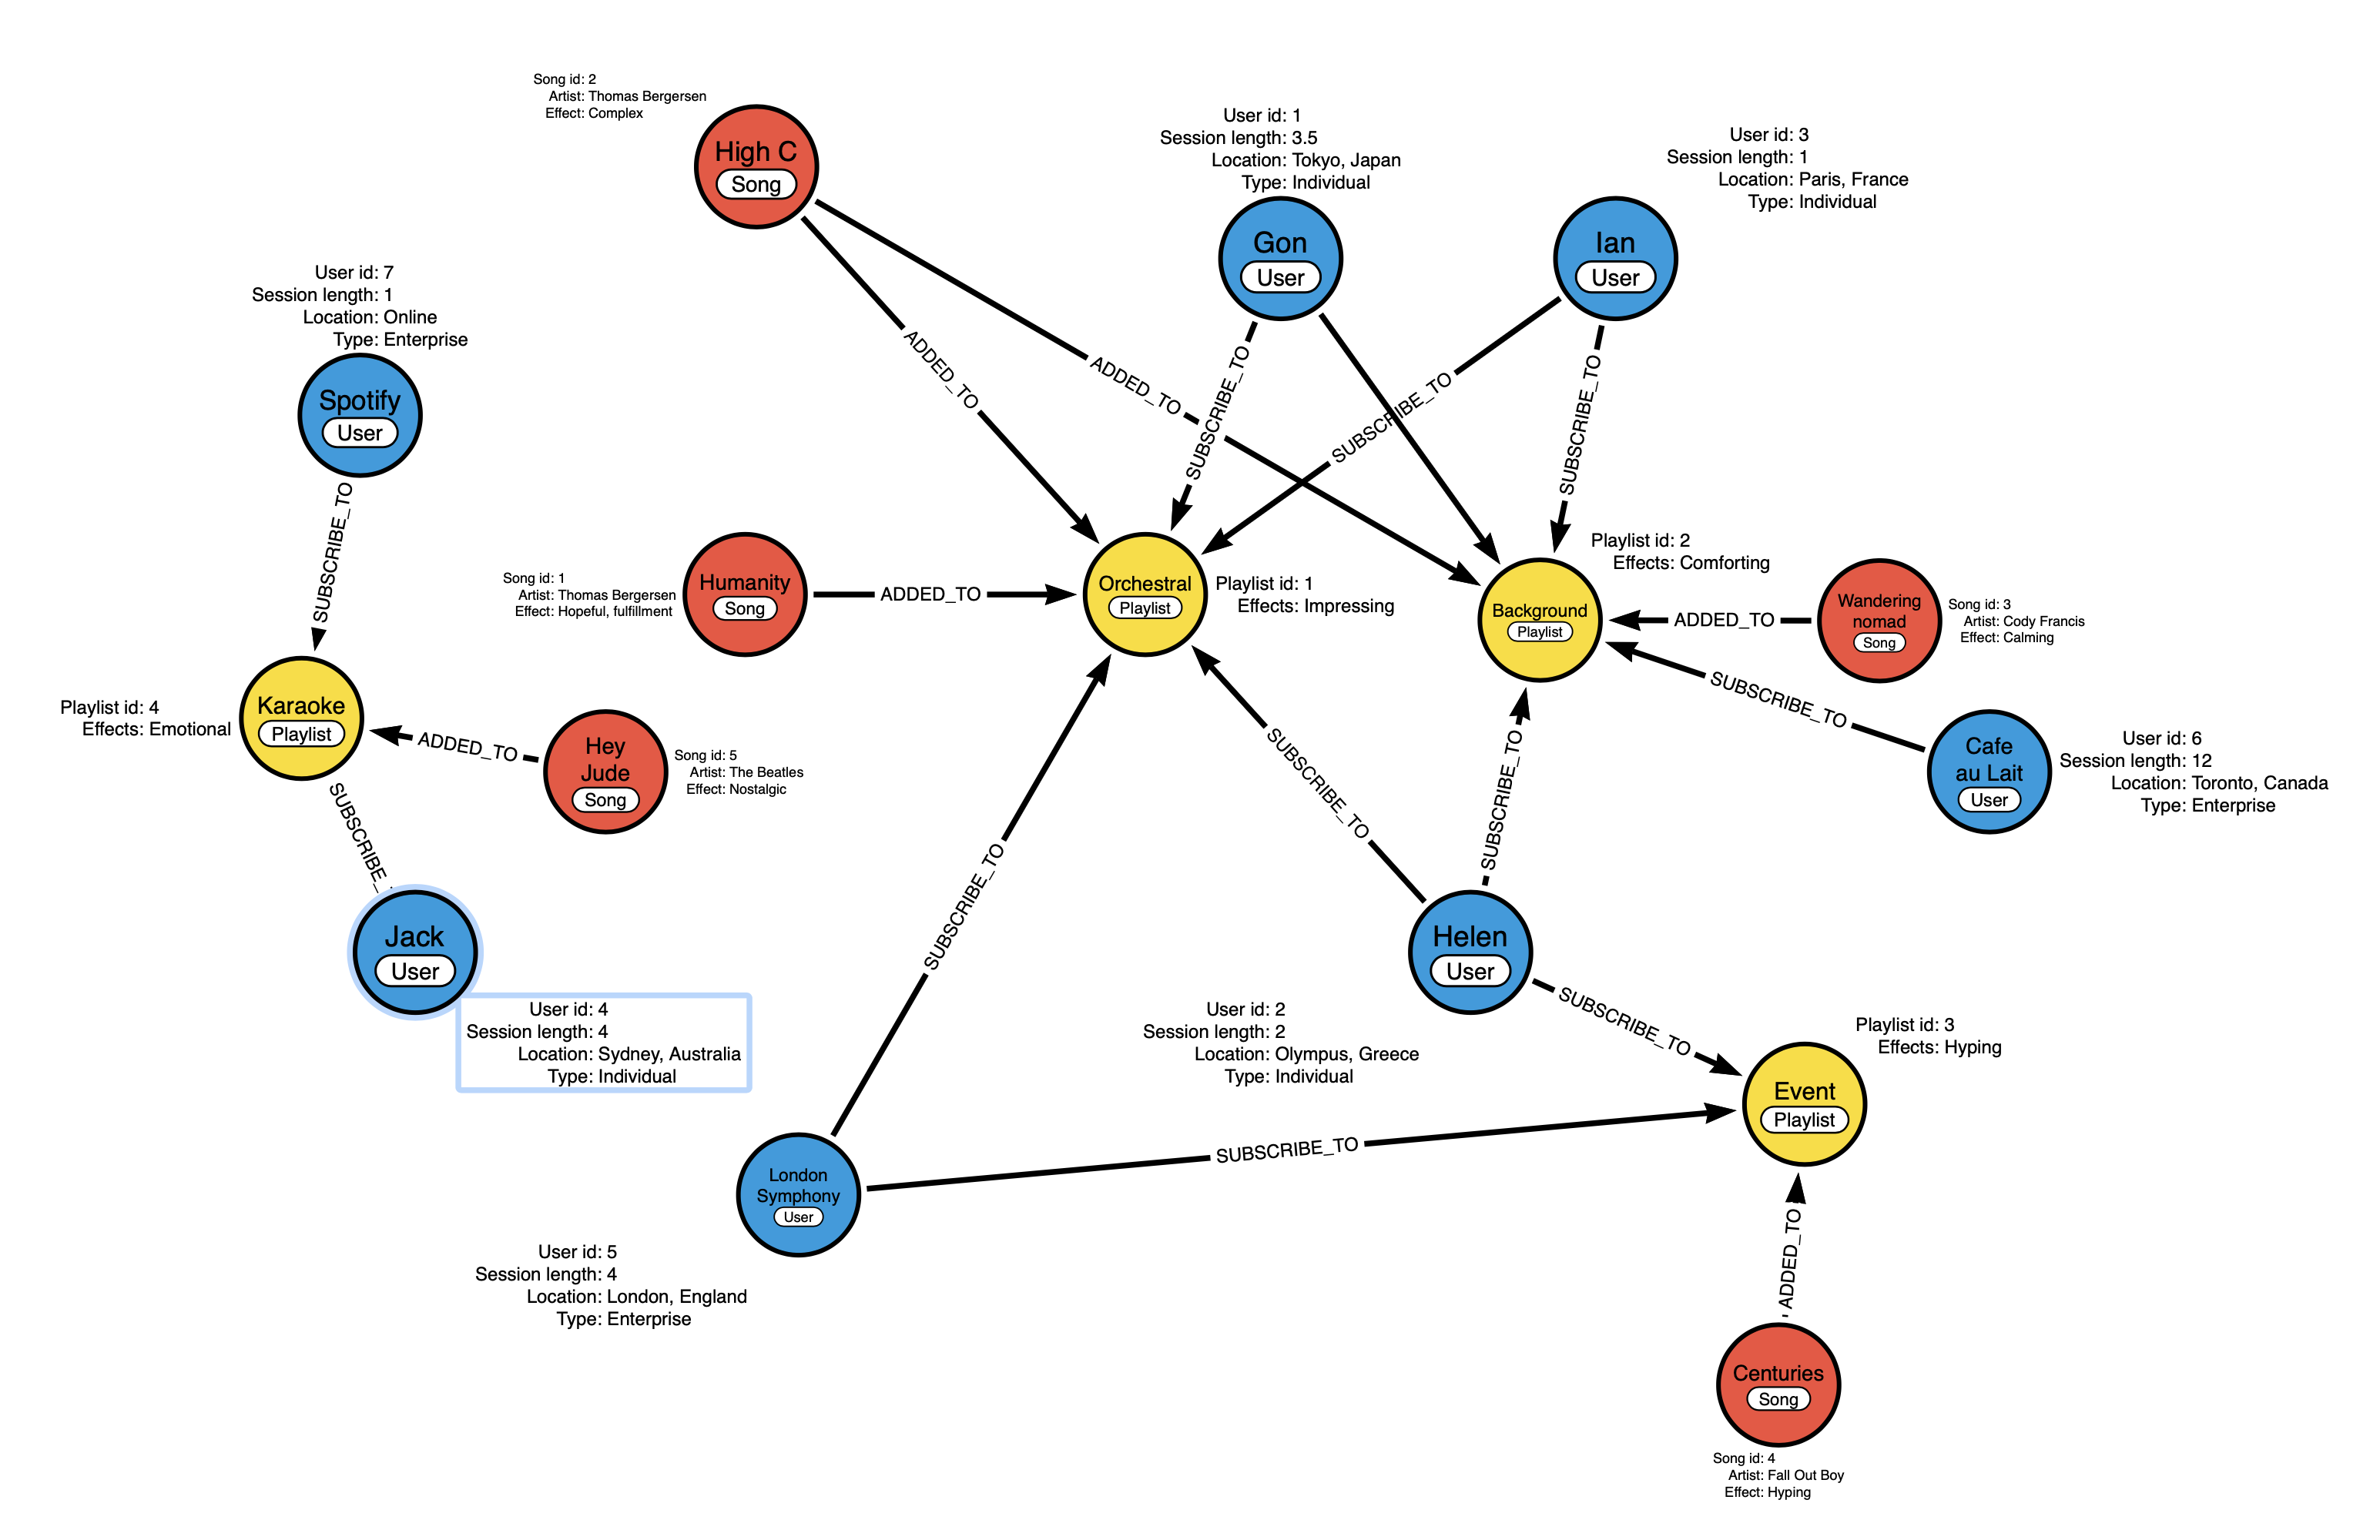 Song id: 2
Artist: Thomas Bergersen
Effect: Complex
High C
Song
User id: 1
Session length: 3.5
Location: Tokyo, Japan
Type: Individual
Gon
User
User id: 3
Session length: 1
Location: Paris, France
Type: Individual
Ian
User
User id: 7
Session length: 1
Location: Online
Type: Enterprise
Spotify
User
ADDED_TO
ADDED_TO
SUBSCRIBE_TO
SUBSCRIBE_TO
SUBSCRIBE_TO
SUBSCRIBE_TO
Song id: 1
Artist: Thomas Bergersen
Effect: Hopeful, fulfillment
Humanity
Song
ADDED_TO
Orchestral
Playlist
Playlist id: 1
Effects: Impressing
Playlist id: 2
Effects: Comforting
Background
Playlist
ADDED_TO
Wandering
nomad
Song
Song id: 3
Artist: Cody Francis
Effect: Calming
Playlist id: 4
Effects: Emotional
Karaoke
Playlist
ADDED_TO
Hey
Jude
Song
Song id: 5
Artist: The Beatles
Effect: Nostalgic
SUBSCRIBE_TO
Cafe
au Lait
User
User id: 6
Session length: 12
Location: Toronto, Canada
Type: Enterprise
SUBSCRIBE_
SUBSCRIBE_TO
SUBSCRIBE_TO
SUBSCRIBE_TO
Jack
User
User id: 4
Session length: 4
Location: Sydney, Australia
Type: Individual
Helen
User
User id: 2
Session length: 2
Location: Olympus, Greece
Type: Individual
SUBSCRIBE_TO
Playlist id: 3
Effects: Hyping
Event
Playlist
SUBSCRIBE_TO
London
Symphony
User
User id: 5
Session length: 4
Location: London, England
Type: Enterprise
ADDED_TO
Centuries
Song
Song id: 4
Artist: Fall Out Boy
Effect: Hyping